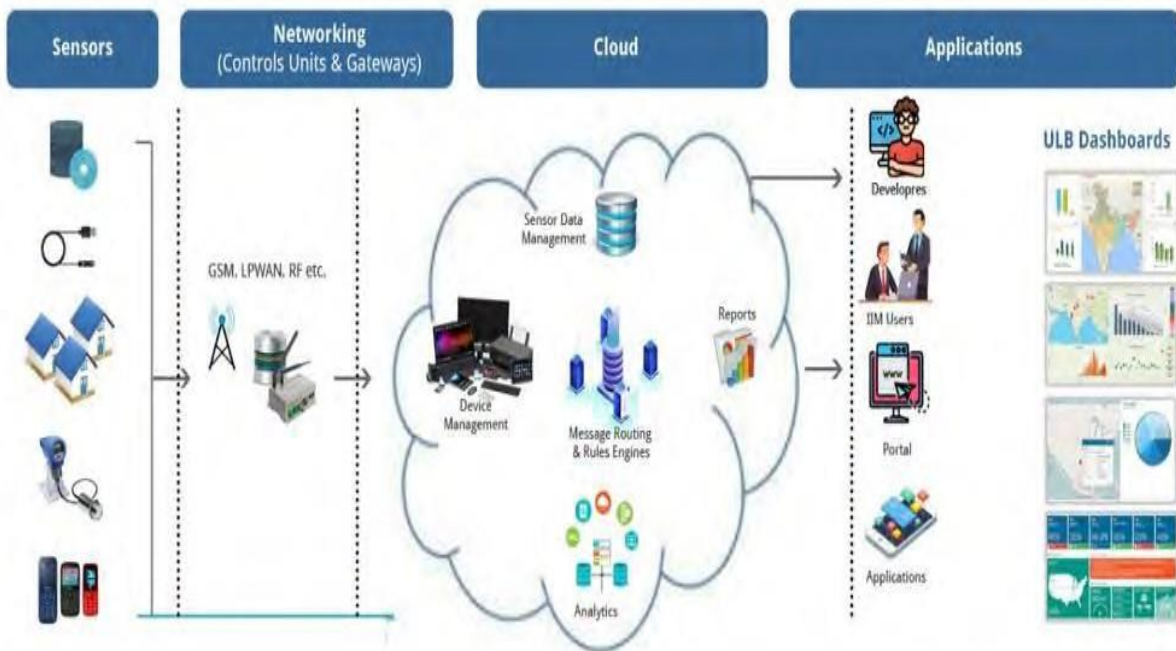 Sensors
Networking
(Controls Units & Gateways)
Cloud
Applications
GSM, LPWAN, RF etc.
Sensor Data
Management
Device
Management
Message Routing
& Rules Engines
Reports
Analytics
Developres
IIM Users
www
Portal
Applications
ULB Dashboards